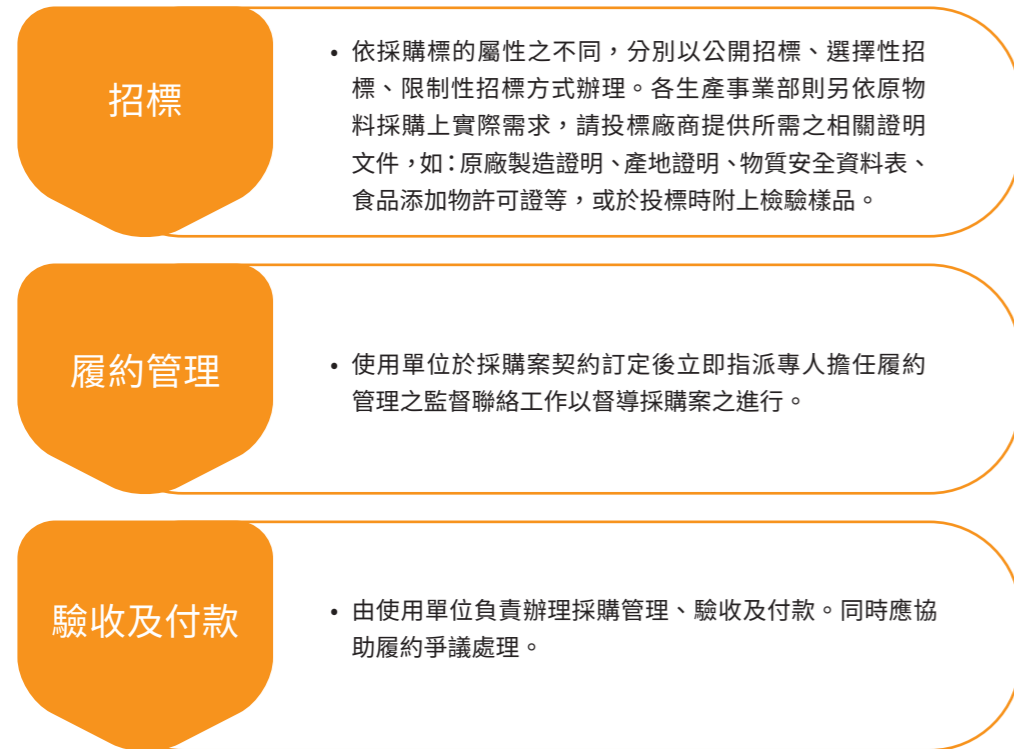 招標
• 依採購標的屬性之不同，分別以公開招標、選擇性招
標、限制性招標方式辦理。各生產事業部則另依原物
料採購上實際需求，請投標廠商提供所需之相關證明
文件，如：原廠製造證明、產地證明、物質安全資料表、
食品添加物許可證等，或於投標時附上檢驗樣品。
履約管理
• 使用單位於採購案契約訂定後立即指派專人擔任履約
管理之監督聯絡工作以督導採購案之進行。
驗收及付款
• 由使用單位負責辦理採購管理、驗收及付款。同時應協
助履約爭議處理。